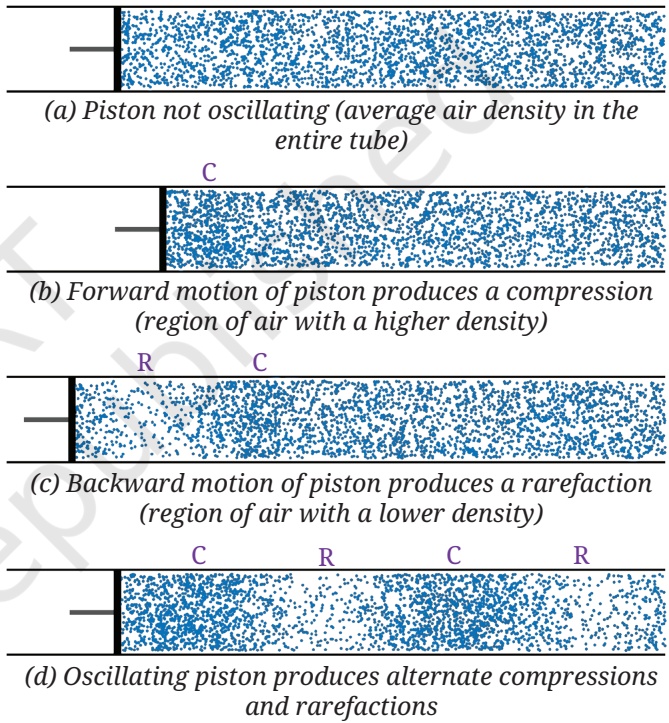 (a) Piston not oscillating (average air density in the
entire tube)
C
(b) Forward motion of piston produces a compression
(region of air with a higher density)
R C
(c) Backward motion of piston produces a rarefaction
(region of air with a lower density)
C R C R
(d) Oscillating piston produces alternate compressions
and rarefactions